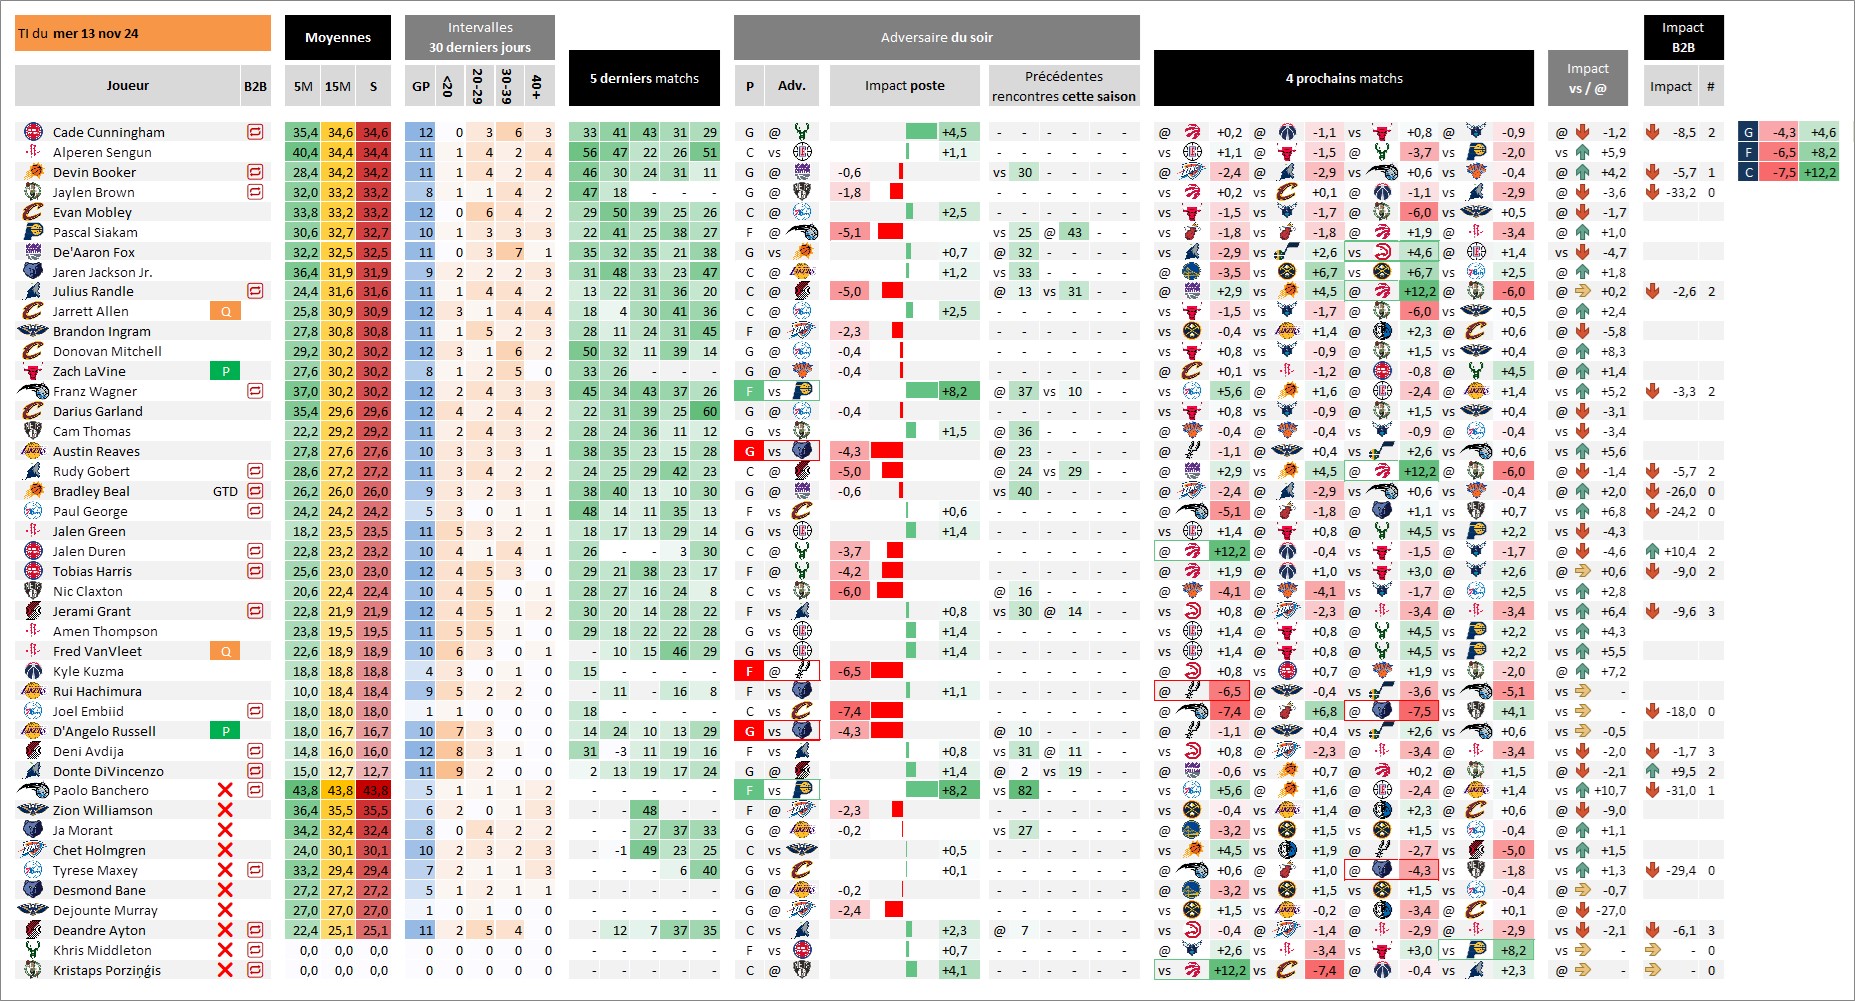 TI du mer 13 nov 24
Moyennes
Intervalles
30 derniers jours
5 derniers matchs
Adversaire du soir
4 prochains matchs
Impact
vs / @
Impact
B2B
Joueur B2B 5M 15M S GP <20 20-29 30-39 40+ P Adv. Impact poste Précédentes rencontres cette saison Impact #
Cade Cunningham 35,4 34,6 34,6 12 0 3 6 3 33 41 43 31 29 G @ +4,5 - - - - - @ +0,2 @ -1,1 vs +0,8 @ -0,9 @ -1,2 -8,5 2 G -4,3 +4,6
Alperen Sengun 40,4 34,4 34,4 11 1 4 2 4 56 47 22 26 51 C vs +1,1 - - - - - vs +1,1 @ -1,5 @ -3,7 vs -2,0 vs +5,9 F -6,5 +8,2
Devin Booker 28,4 34,2 34,2 11 1 4 2 4 46 30 24 31 11 G @ -0,6 vs 30 - - - @ -2,4 @ -2,9 vs +0,6 vs -0,4 @ +4,2 -5,7 1 C -7,5 +12,2
Jaylen Brown 32,0 33,2 33,2 8 1 1 4 2 47 18 - - - G @ -1,8 - - - - - vs +0,2 vs +0,1 @ -1,1 vs -2,9 @ -3,6 -33,2 0
Evan Mobley 33,8 33,2 33,2 12 0 6 4 2 29 50 39 25 26 C @ +2,5 - - - - - vs -1,5 vs -1,7 @ -6,0 vs +0,5 @ -1,7
Pascal Siakam 30,6 32,7 32,7 10 1 3 3 3 22 41 25 38 27 F @ -5,1 vs 25 @ 43 - - vs -1,8 vs -1,8 @ +1,9 @ -3,4 @ +1,0
De'Aaron Fox 32,2 32,5 32,5 11 0 3 7 1 35 32 35 21 38 G vs +0,7 @ 32 - - - vs -2,9 vs +2,6 vs +4,6 @ +1,4 vs -4,7
Jaren Jackson Jr. 36,4 31,9 31,9 9 2 2 2 3 31 48 33 23 47 C @ +1,2 vs 33 - - - @ -3,5 vs +6,7 vs +6,7 vs +2,5 @ +1,8
Julius Randle 24,4 31,6 31,6 11 1 4 4 2 13 22 31 36 20 C @ -5,0 @ 13 vs 31 - - @ +2,9 vs +4,5 @ +12,2 @ -6,0 @ +0,2 -2,6 2
Jarrett Allen Q 25,8 30,9 30,9 12 3 1 4 4 18 4 30 41 36 C @ +2,5 - - - - - vs -1,5 vs -1,7 @ -6,0 vs +0,5 @ +2,4
Brandon Ingram 27,8 30,8 30,8 11 1 5 2 3 28 11 24 31 45 F @ -2,3 - - - - - vs -0,4 vs +1,4 @ +2,3 @ +0,6 @ -5,8
Donovan Mitchell 29,2 30,2 30,2 12 3 1 6 2 50 32 11 39 14 G @ -0,4 - - - - - vs +0,8 vs -0,9 @ +1,5 vs +0,4 @ +8,3
Zach LaVine P 27,6 30,2 30,2 8 1 2 5 0 33 26 - - - G @ -0,4 - - - - - @ +0,1 vs -1,2 @ -0,8 @ +4,5 @ +1,4
Franz Wagner 37,0 30,2 30,2 12 2 4 3 3 45 34 43 37 26 F vs +8,2 @ 37 vs 10 - - vs +5,6 @ +1,6 @ -2,4 @ +1,4 vs +5,2 -3,3 2
Darius Garland 35,4 29,6 29,6 12 4 2 4 2 22 31 39 25 60 G @ -0,4 - - - - - vs +0,8 vs -0,9 @ +1,5 vs +0,4 @ -3,1
Cam Thomas 22,2 29,2 29,2 11 2 4 3 2 28 24 36 11 12 G vs +1,5 @ 36 - - - @ -0,4 @ -0,4 vs -0,9 vs -0,4 vs -3,4
Austin Reaves 27,8 27,6 27,6 10 3 3 3 1 38 35 23 15 28 G vs -4,3 @ 23 - - - @ -1,1 @ +0,4 vs +2,6 vs +0,6 vs +5,6
Rudy Gobert 28,6 27,2 27,2 11 3 4 2 2 24 25 29 42 23 C @ -5,0 @ 24 vs 29 - - @ +2,9 vs +4,5 @ +12,2 @ -6,0 @ -1,4 -5,7 2
Bradley Beal GTD 26,2 26,0 26,0 9 3 2 3 1 38 40 13 10 30 G @ -0,6 vs 40 - - - @ -2,4 @ -2,9 vs +0,6 vs -0,4 @ +2,0 -26,0 0
Paul George 24,2 24,2 24,2 5 3 0 1 1 48 14 11 35 13 F vs +0,6 - - - - - @ -5,1 @ -1,8 @ +1,1 vs +0,7 vs +6,8 -24,2 0
Jalen Green 18,2 23,5 23,5 11 5 3 2 1 18 17 13 29 14 G vs +1,4 - - - - - vs +1,4 @ +0,8 @ +4,5 vs +2,2 vs -4,3
Jalen Duren 22,8 23,2 23,2 10 4 1 4 1 26 - - 3 30 C @ -3,7 - - - - - @ +12,2 @ -0,4 vs -1,5 @ -1,7 @ -4,6 +10,4 2
Tobias Harris 25,6 23,0 23,0 12 4 5 3 0 29 21 38 23 17 F @ -4,2 - - - - - @ +1,9 @ +1,0 vs +3,0 @ +2,6 @ +0,6 -9,0 2
Nic Claxton 20,6 22,4 22,4 10 4 5 0 1 28 27 16 24 8 C vs -6,0 @ 16 - - - @ -4,1 @ -4,1 vs -1,7 vs +2,5 vs +2,8
Jerami Grant 22,8 21,9 21,9 12 4 5 1 2 30 20 14 28 22 F vs +0,8 vs 30 @ 14 - - vs +0,8 vs -2,3 @ -3,4 @ -3,4 vs +6,4 -9,6 3
Amen Thompson 23,8 19,5 19,5 11 5 5 1 0 29 18 22 22 28 G vs +1,4 - - - - - vs +1,4 @ +0,8 @ +4,5 vs +2,2 vs +4,3
Fred VanVleet Q 22,6 18,9 18,9 10 6 3 0 1 - 10 15 46 29 G vs +1,4 - - - - - vs +1,4 @ +0,8 @ +4,5 vs +2,2 vs +5,5
Kyle Kuzma 18,8 18,8 18,8 4 3 0 1 0 15 - - - - F @ -6,5 - - - - - @ +0,8 vs +0,7 @ +1,9 vs -2,0 @ +7,2
Rui Hachimura 10,0 18,4 18,4 9 5 2 2 0 - 11 - 16 8 F vs +1,1 - - - - - @ -6,5 @ -0,4 vs -3,6 vs -5,1 vs -
Joel Embiid 18,0 18,0 18,0 1 1 0 0 0 18 - - - - C vs -7,4 - - - - - @ -7,4 @ +6,8 @ -7,5 vs +4,1 vs - -18,0 0
D'Angelo Russell P 18,0 16,7 16,7 10 7 3 0 0 14 24 10 13 29 G vs -4,3 @ 10 - - - @ -1,1 @ +0,4 vs +2,6 vs +0,6 vs -0,5
Deni Avdija 14,8 16,0 16,0 12 8 3 1 0 31 -3 11 19 16 F vs +0,8 vs 31 @ 11 - - vs +0,8 vs -2,3 @ -3,4 @ -3,4 vs -2,0 -1,7 3
Donte DiVincenzo 15,0 12,7 12,7 11 9 2 0 0 2 13 19 17 24 G @ +1,4 @ 2 vs 19 - - @ -0,6 vs +0,7 @ +0,2 @ +1,5 @ -2,1 +9,5 2
Paolo Banchero 43,8 43,8 43,8 5 1 1 1 2 - - - - - F vs +8,2 vs 82 - - - vs +5,6 @ +1,6 @ -2,4 @ +1,4 vs +10,7 -31,0 1
Zion Williamson 36,4 35,5 35,5 6 2 0 1 3 - - 48 - - F @ -2,3 - - - - - vs -0,4 vs +1,4 @ +2,3 @ +0,6 @ -9,0
Ja Morant 34,2 32,4 32,4 8 0 4 2 2 - - 27 37 33 G @ -0,2 vs 27 - - - @ -3,2 vs +1,5 vs +1,5 vs -0,4 @ +1,1
Chet Holmgren 24,0 30,1 30,1 10 2 3 2 3 - -1 49 23 25 C vs +0,5 - - - - - vs +4,5 @ +1,9 @ -2,7 vs -5,0 vs +1,5
Tyrese Maxey 33,2 29,4 29,4 7 2 1 1 3 - - - 6 40 G vs +0,1 - - - - - @ +0,6 @ +1,0 @ -4,3 vs -1,8 vs +1,3 -29,4 0
Desmond Bane 27,2 27,2 27,2 5 1 2 1 1 - - - - - G @ -0,2 - - - - - @ -3,2 vs +1,5 vs +1,5 vs -0,4 @ -0,7
Dejounte Murray 27,0 27,0 27,0 1 0 1 0 0 - - - - - G @ -2,4 - - - - - vs +1,5 vs -0,2 @ -3,4 @ +0,1 @ -27,0
Deandre Ayton 22,4 25,1 25,1 11 2 5 4 0 - 12 7 37 35 C vs +2,3 @ 7 - - - vs -0,4 vs -1,4 @ -2,9 @ -2,9 vs -2,1 -6,1 3
Khris Middleton 0,0 0,0 0,0 0 0 0 0 0 - - - - - F vs +0,7 - - - - - @ +2,6 @ -3,4 vs +3,0 vs +8,2 vs - - 0
Kristaps Porziņģis 0,0 0,0 0,0 0 0 0 0 0 - - - - - C @ +4,1 - - - - - vs +12,2 vs -7,4 @ -0,4 vs +2,3 @ - - 0